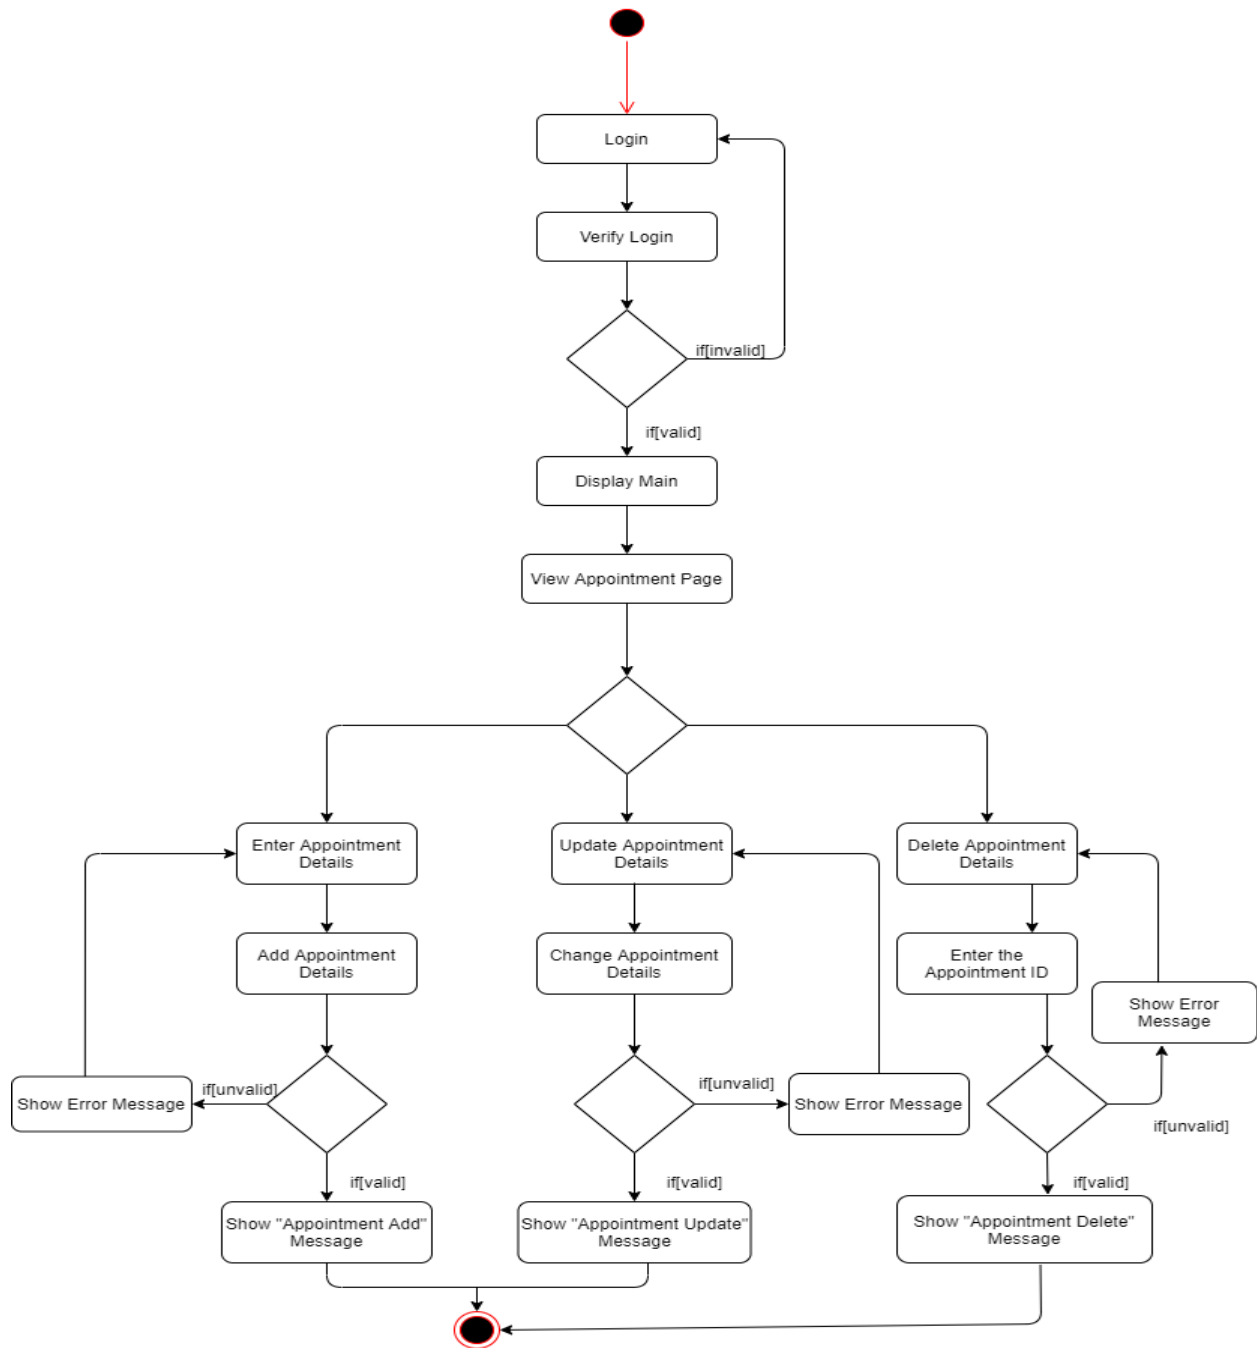 Login
Verify Login
if[invalid]
if[valid]
Display Main
View Appointment Page
Enter Appointment
Details
Update Appointment
Details
Delete Appointment
Details
Add Appointment
Details
Change Appointment
Details
Enter the
Appointment ID
Show Error
Message
if[unvalid]
Show Error Message
if[unvalid]
Show Error Message
if[unvalid]
if[valid]
if[valid]
if[valid]
Show "Appointment Add"
Message
Show "Appointment Update"
Message
Show "Appointment Delete"
Message